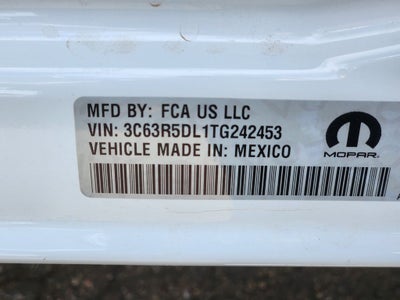 MFD BY: FCA US LLC
VIN: 3C63R5DL1TG242453
VEHICLE MADE IN: MEXICO
MOPAR